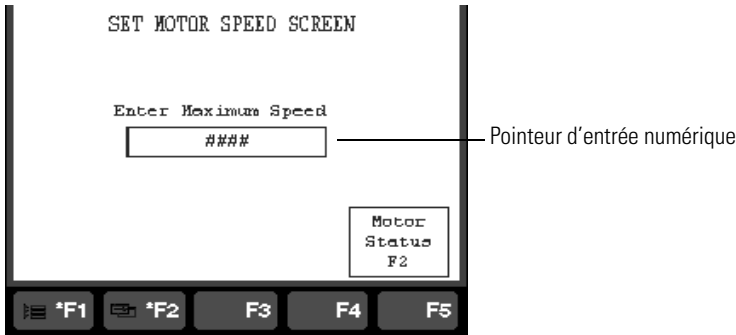 SET MOTOR SPEED SCREEN
Enter Maximum Speed
####
Pointeur d'entrée numérique
Motor
Status
F2
*F1 *F2 F3 F4 F5